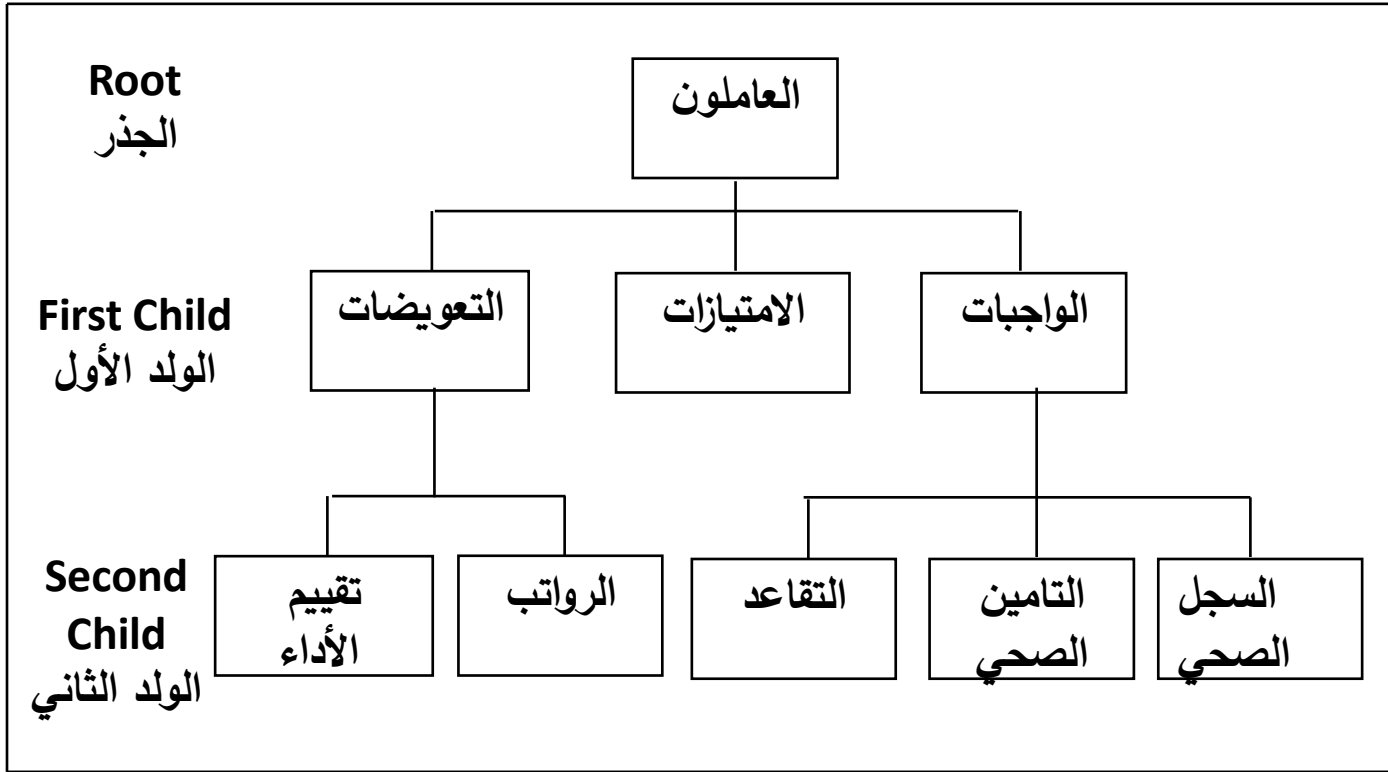 Root
الجذر
العاملون
First Child
الولد الأول
التعويضات
الامتيازات
الواجبات
Second
Child
الولد الثاني
تقييم
الأداء
الرواتب
التقاعد
التامين
الصحي
السجل
الصحي